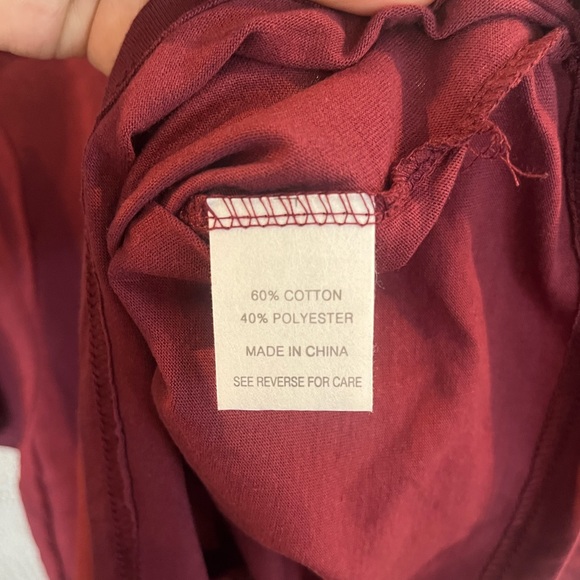 60% COTTON
40% POLYESTER
MADE IN CHINA
SEE REVERSE FOR CARE